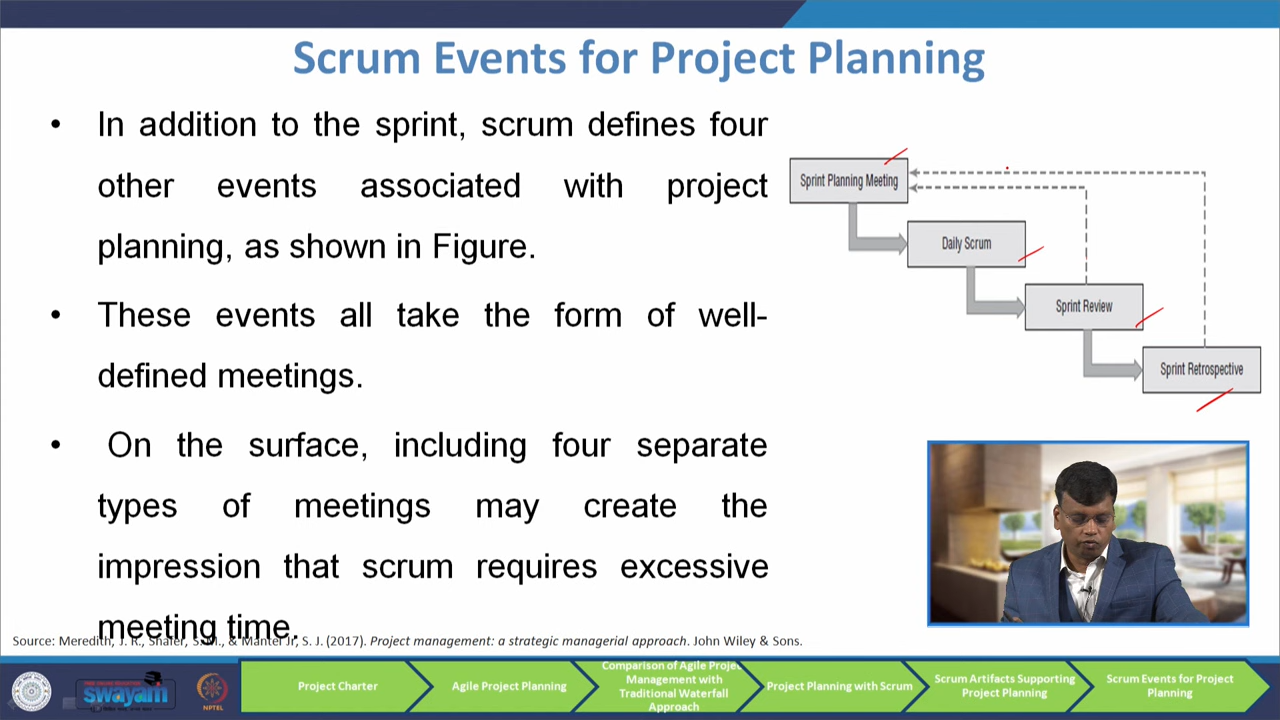 Scrum Events for Project Planning
• In addition to the sprint, scrum defines four
other events associated with project
planning, as shown in Figure.
• These events all take the form of well-
defined meetings.
• On the surface, including four separate
types of meetings may create the
impression that scrum requires excessive
meeting time.
Sprint Planning Meeting
Daily Scrum
Sprint Review
Sprint Retrospective
Source: Meredith, J. R., Shafer, S. M., & Mantel Jr, S. J. (2017). Project management: a strategic managerial approach. John Wiley & Sons.
swayam
NPTEL
Project Charter
Agile Project Planning
Comparison of Agile Project
Management with
Traditional Waterfall
Approach
Project Planning with Scrum
Scrum Artifacts Supporting
Project Planning
Scrum Events for Project
Planning